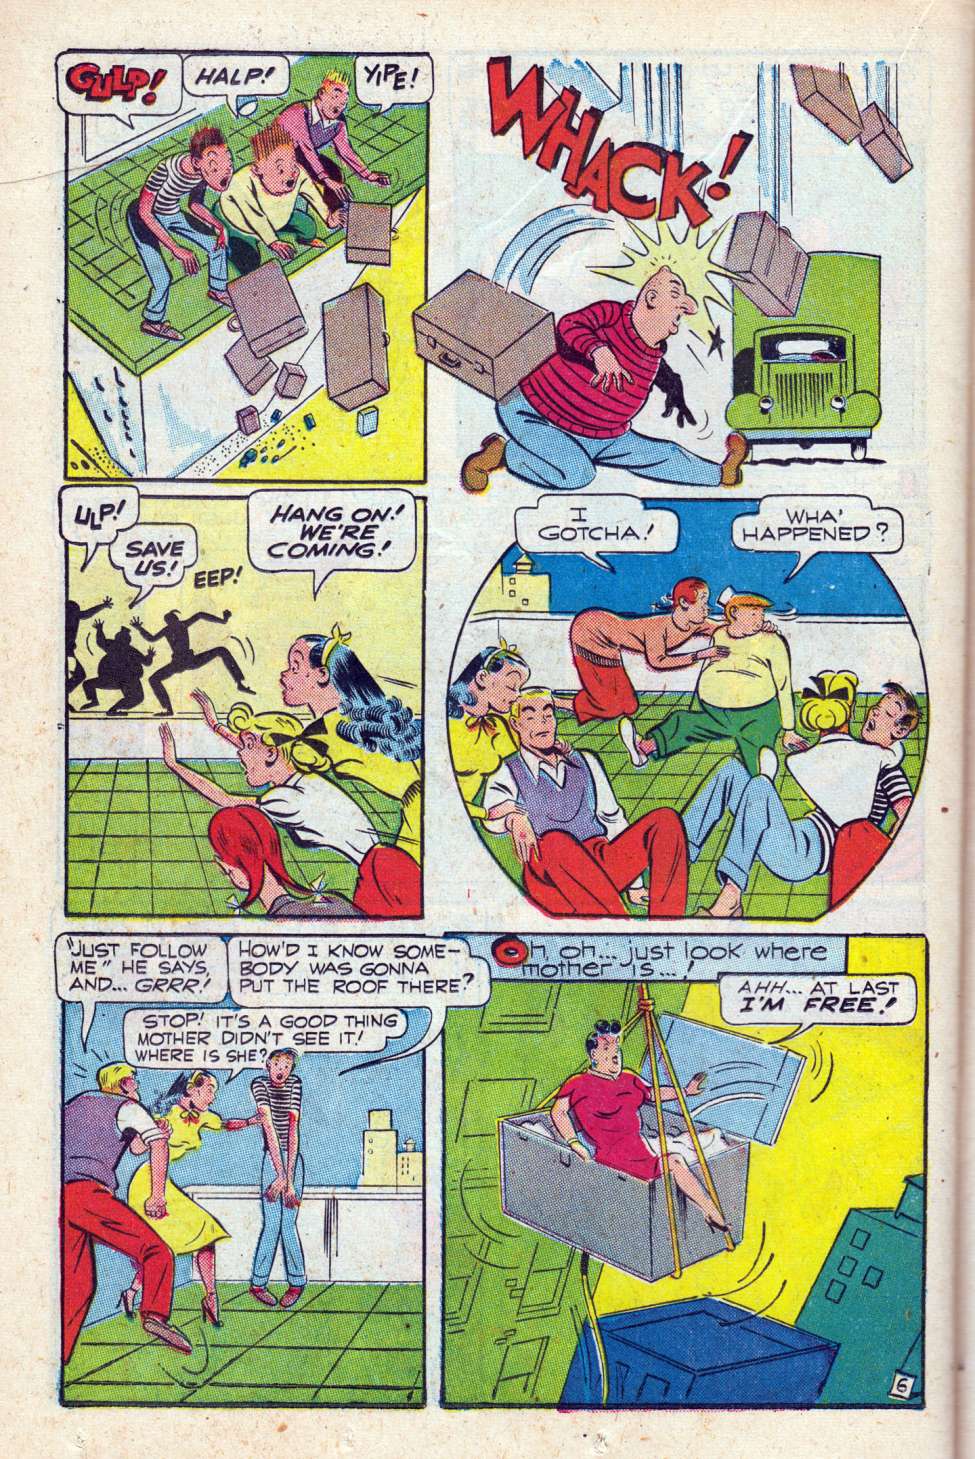 GULP!
HALP!
YIPE!
WHACK!
ULP!
SAVE
US!
EEP!
HANG ON!
WE'RE
COMING!
I
GOTCHA!
WHA'
HAPPENED?
"JUST FOLLOW
ME" HE SAYS,
AND... GRRR!
HOW'D I KNOW SOME-
BODY WAS GONNA
PUT THE ROOF THERE?
STOP! IT'S A GOOD THING
MOTHER DIDN'T SEE IT!
WHERE IS SHE?
Oh, oh... just look where
mother is...!
AHH... AT LAST
I'M FREE!
6